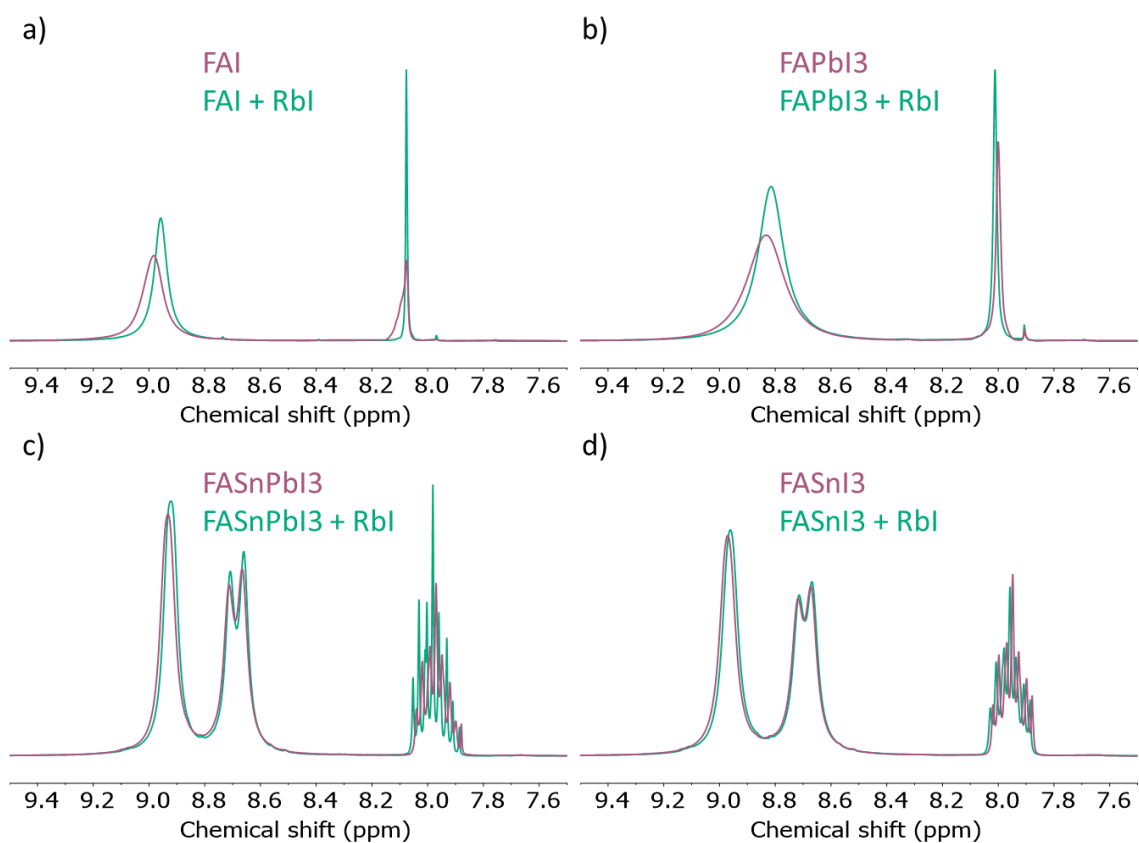 a)
FAI
FAI + RbI
9.4 9.2 9.0 8.8 8.6 8.4 8.2 8.0 7.8 7.6
Chemical shift (ppm)
b)
FAPbI3
FAPbI3 + RbI
9.4 9.2 9.0 8.8 8.6 8.4 8.2 8.0 7.8 7.6
Chemical shift (ppm)
c)
FASnPbI3
FASnPbI3 + RbI
9.4 9.2 9.0 8.8 8.6 8.4 8.2 8.0 7.8 7.6
Chemical shift (ppm)
d)
FASnI3
FASnI3 + RbI
9.4 9.2 9.0 8.8 8.6 8.4 8.2 8.0 7.8 7.6
Chemical shift (ppm)